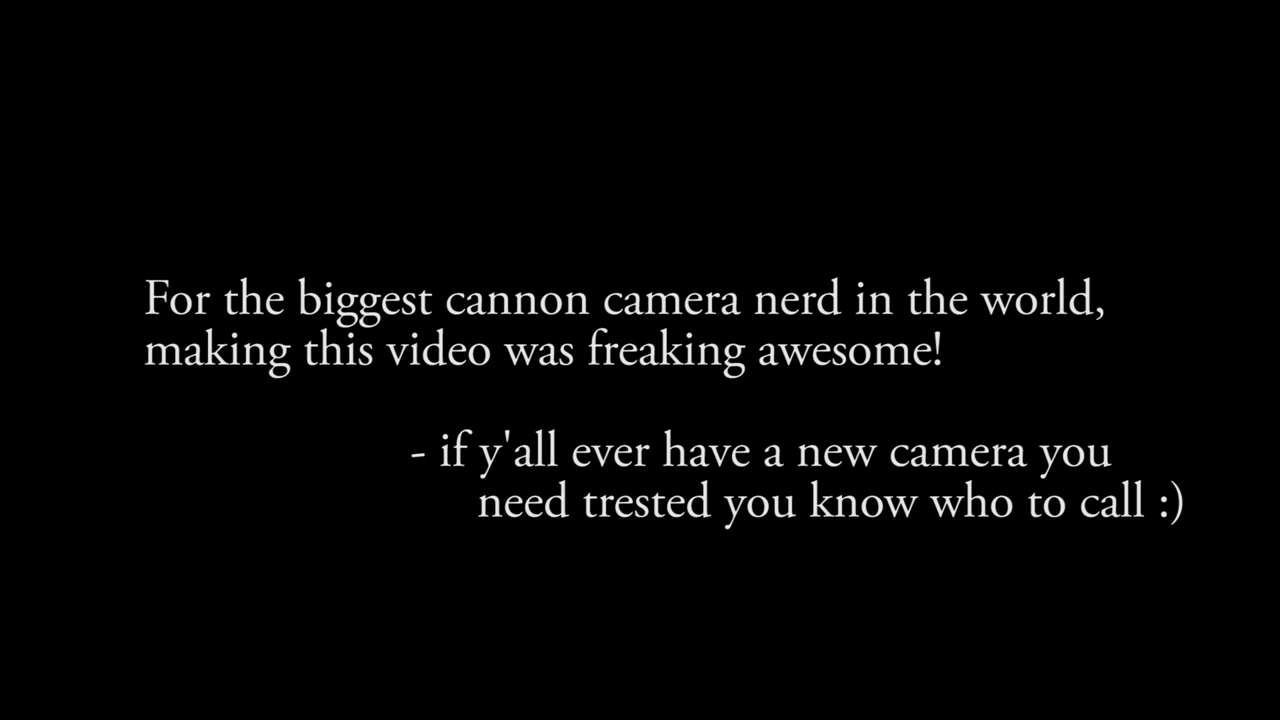 For the biggest cannon camera nerd in the world,
making this video was freaking awesome!
- if y'all ever have a new camera you
need trested you know who to call :)